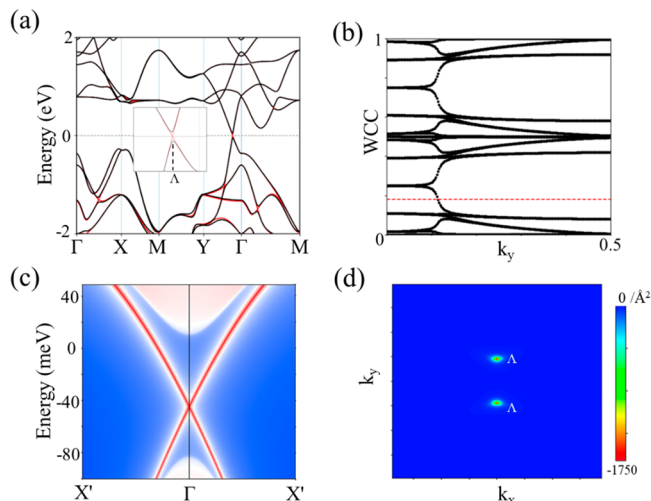 (a)
2
Energy (eV)
0
-2
Λ
Γ X M Y Γ M
(b)
1
WCC
0
k_y
0.5
(c)
40
Energy (meV)
0
-40
-80
X' Γ X'
(d)
k_y
Λ
Λ
k_x
0 /Å²
-1750